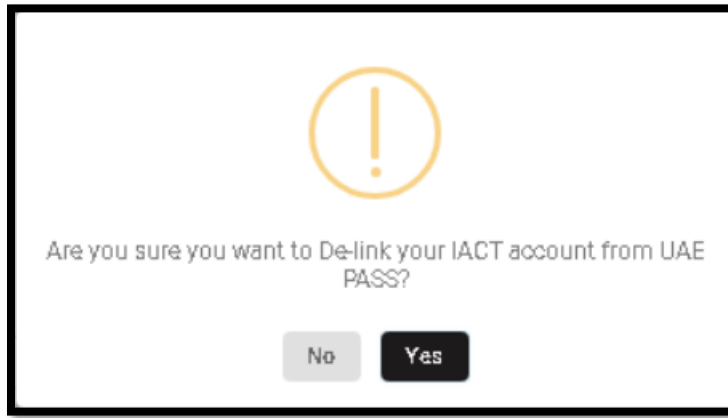 Are you sure you want to De-link your IACT account from UAE
PASS?
No
Yes